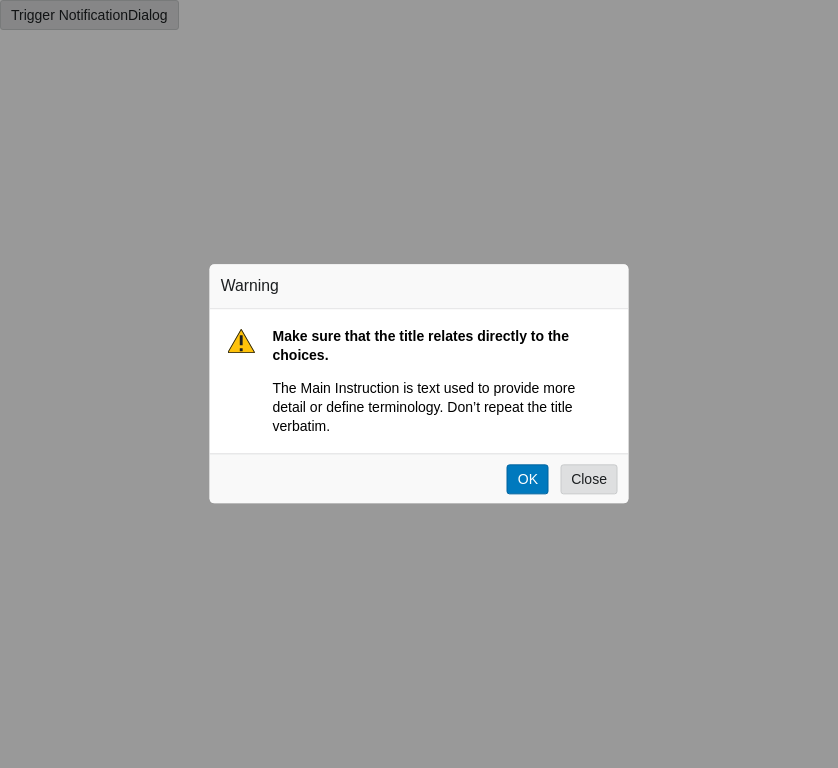 Trigger NotificationDialog
Warning
Make sure that the title relates directly to the
choices.
The Main Instruction is text used to provide more
detail or define terminology. Don’t repeat the title
verbatim.
OK
Close